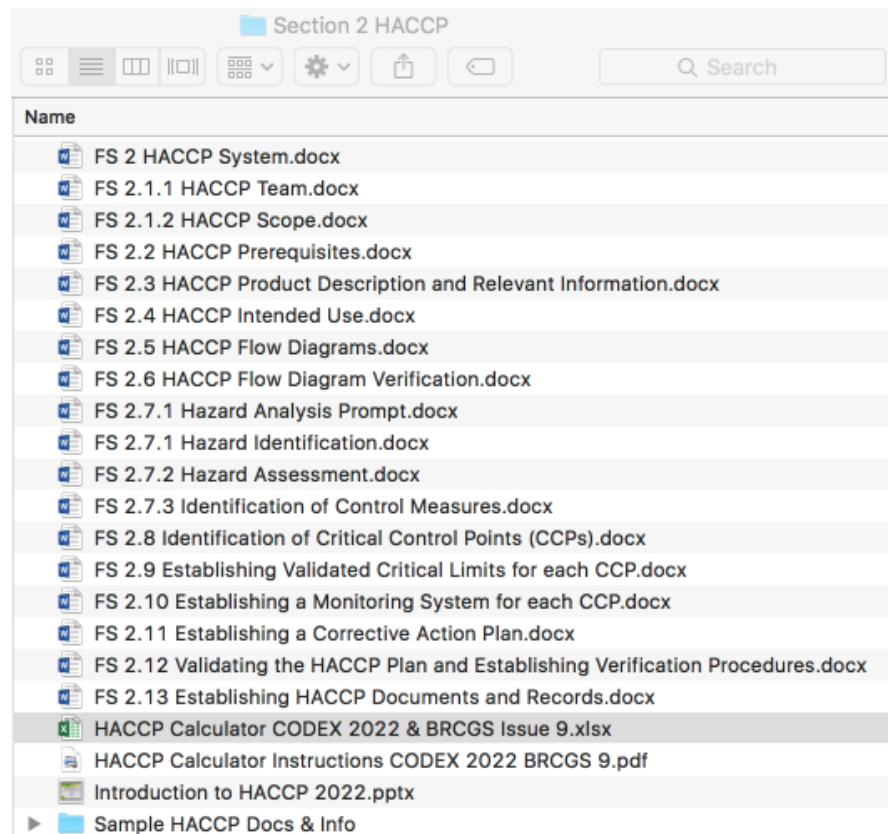 Section 2 HACCP
Search
Name
FS 2 HACCP System.docx
FS 2.1.1 HACCP Team.docx
FS 2.1.2 HACCP Scope.docx
FS 2.2 HACCP Prerequisites.docx
FS 2.3 HACCP Product Description and Relevant Information.docx
FS 2.4 HACCP Intended Use.docx
FS 2.5 HACCP Flow Diagrams.docx
FS 2.6 HACCP Flow Diagram Verification.docx
FS 2.7.1 Hazard Analysis Prompt.docx
FS 2.7.1 Hazard Identification.docx
FS 2.7.2 Hazard Assessment.docx
FS 2.7.3 Identification of Control Measures.docx
FS 2.8 Identification of Critical Control Points (CCPs).docx
FS 2.9 Establishing Validated Critical Limits for each CCP.docx
FS 2.10 Establishing a Monitoring System for each CCP.docx
FS 2.11 Establishing a Corrective Action Plan.docx
FS 2.12 Validating the HACCP Plan and Establishing Verification Procedures.docx
FS 2.13 Establishing HACCP Documents and Records.docx
HACCP Calculator CODEX 2022 & BRCGS Issue 9.xlsx
HACCP Calculator Instructions CODEX 2022 BRCGS 9.pdf
Introduction to HACCP 2022.pptx
Sample HACCP Docs & Info